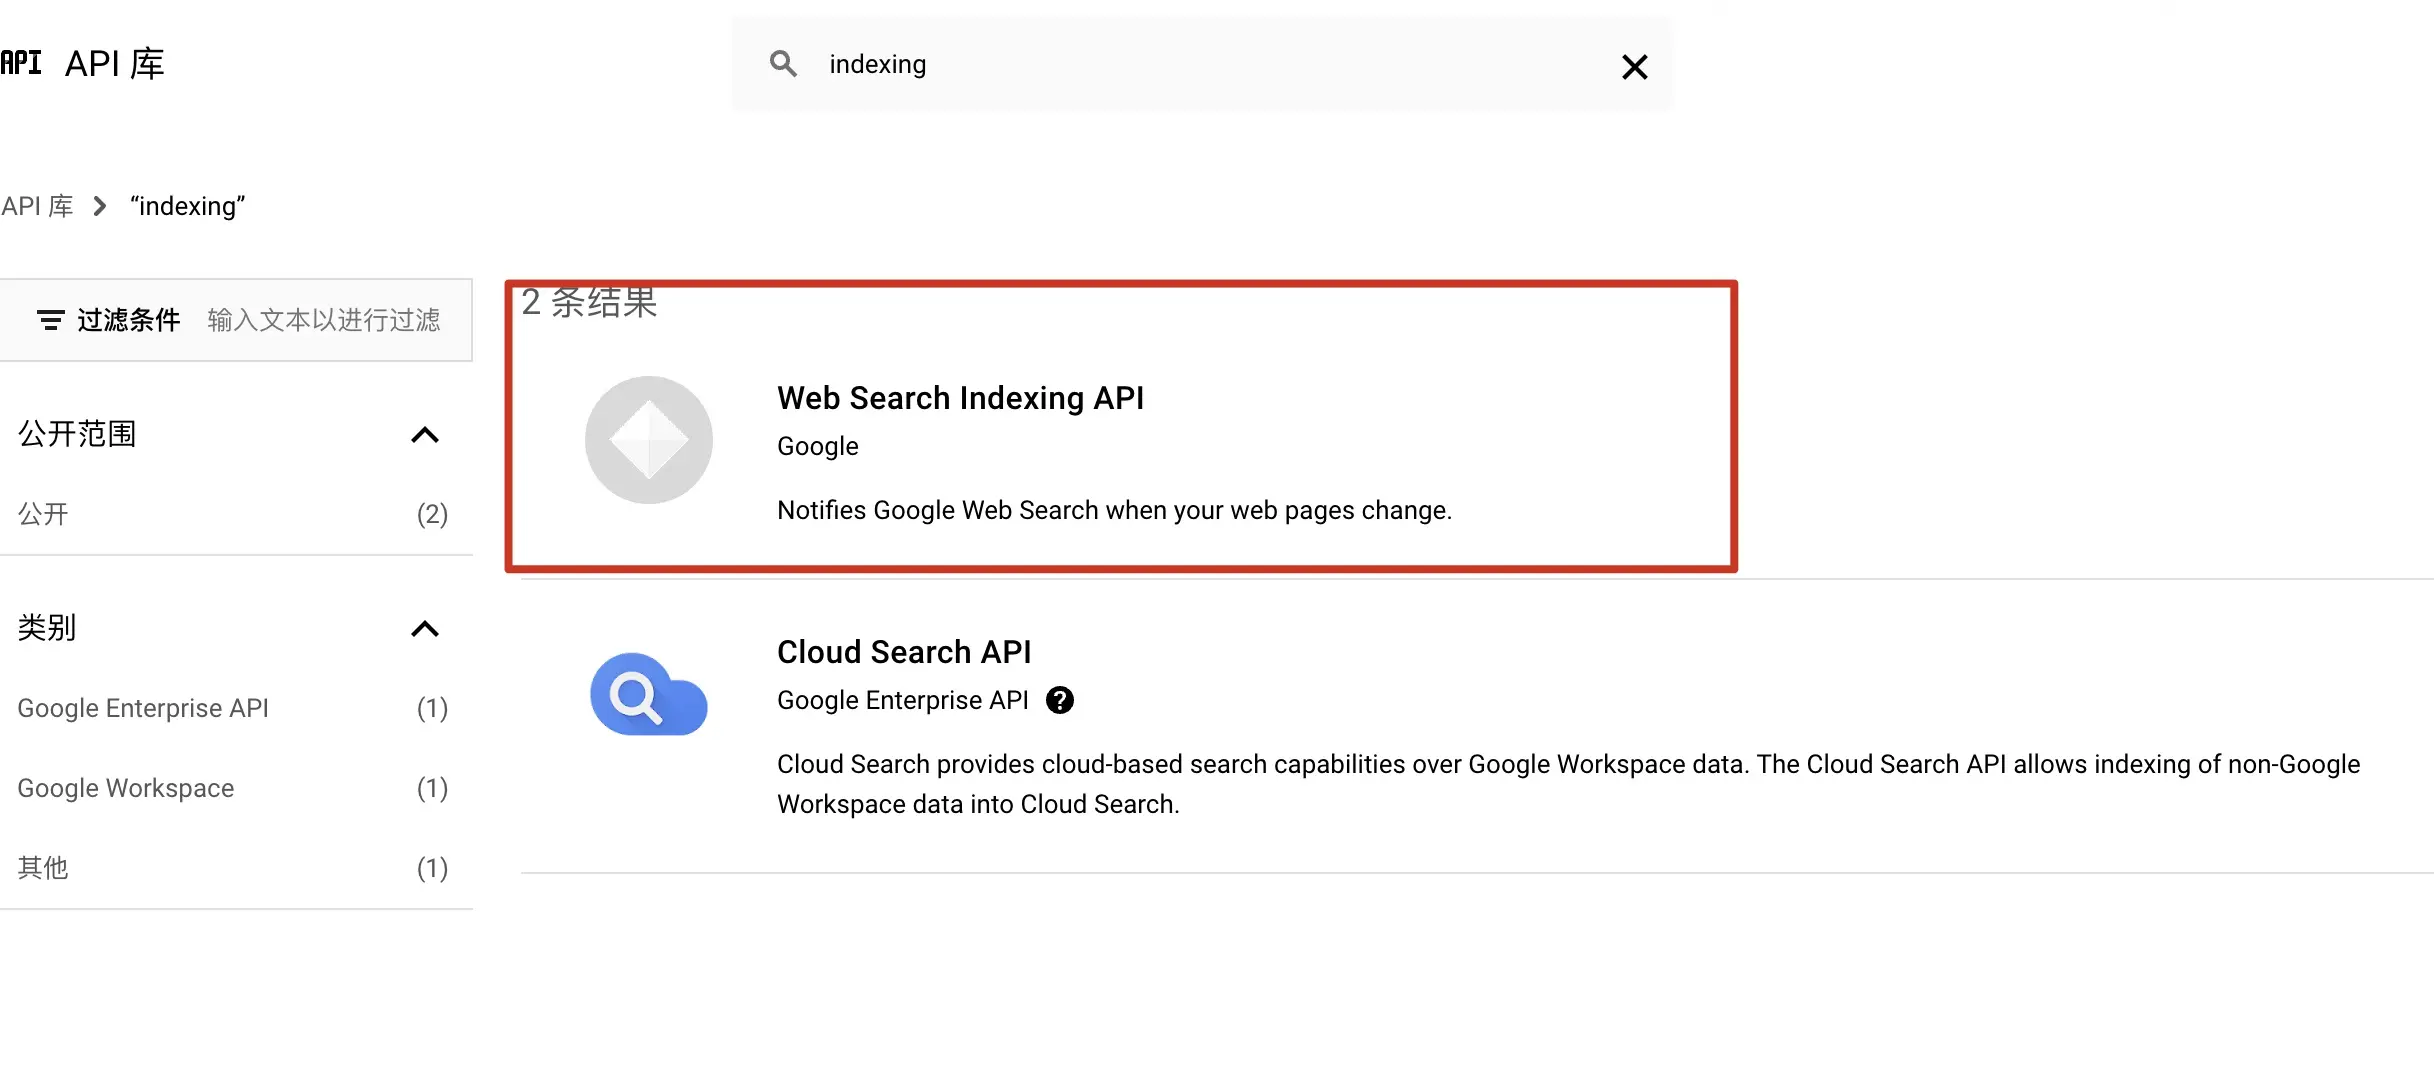 API API 库
indexing
API 库 “indexing”
过滤条件 输入文本以进行过滤
公开范围
公开 (2)
类别
Google Enterprise API (1)
Google Workspace (1)
其他 (1)
2 条结果
Web Search Indexing API
Google
Notifies Google Web Search when your web pages change.
Cloud Search API
Google Enterprise API ?
Cloud Search provides cloud-based search capabilities over Google Workspace data. The Cloud Search API allows indexing of non-Google
Workspace data into Cloud Search.